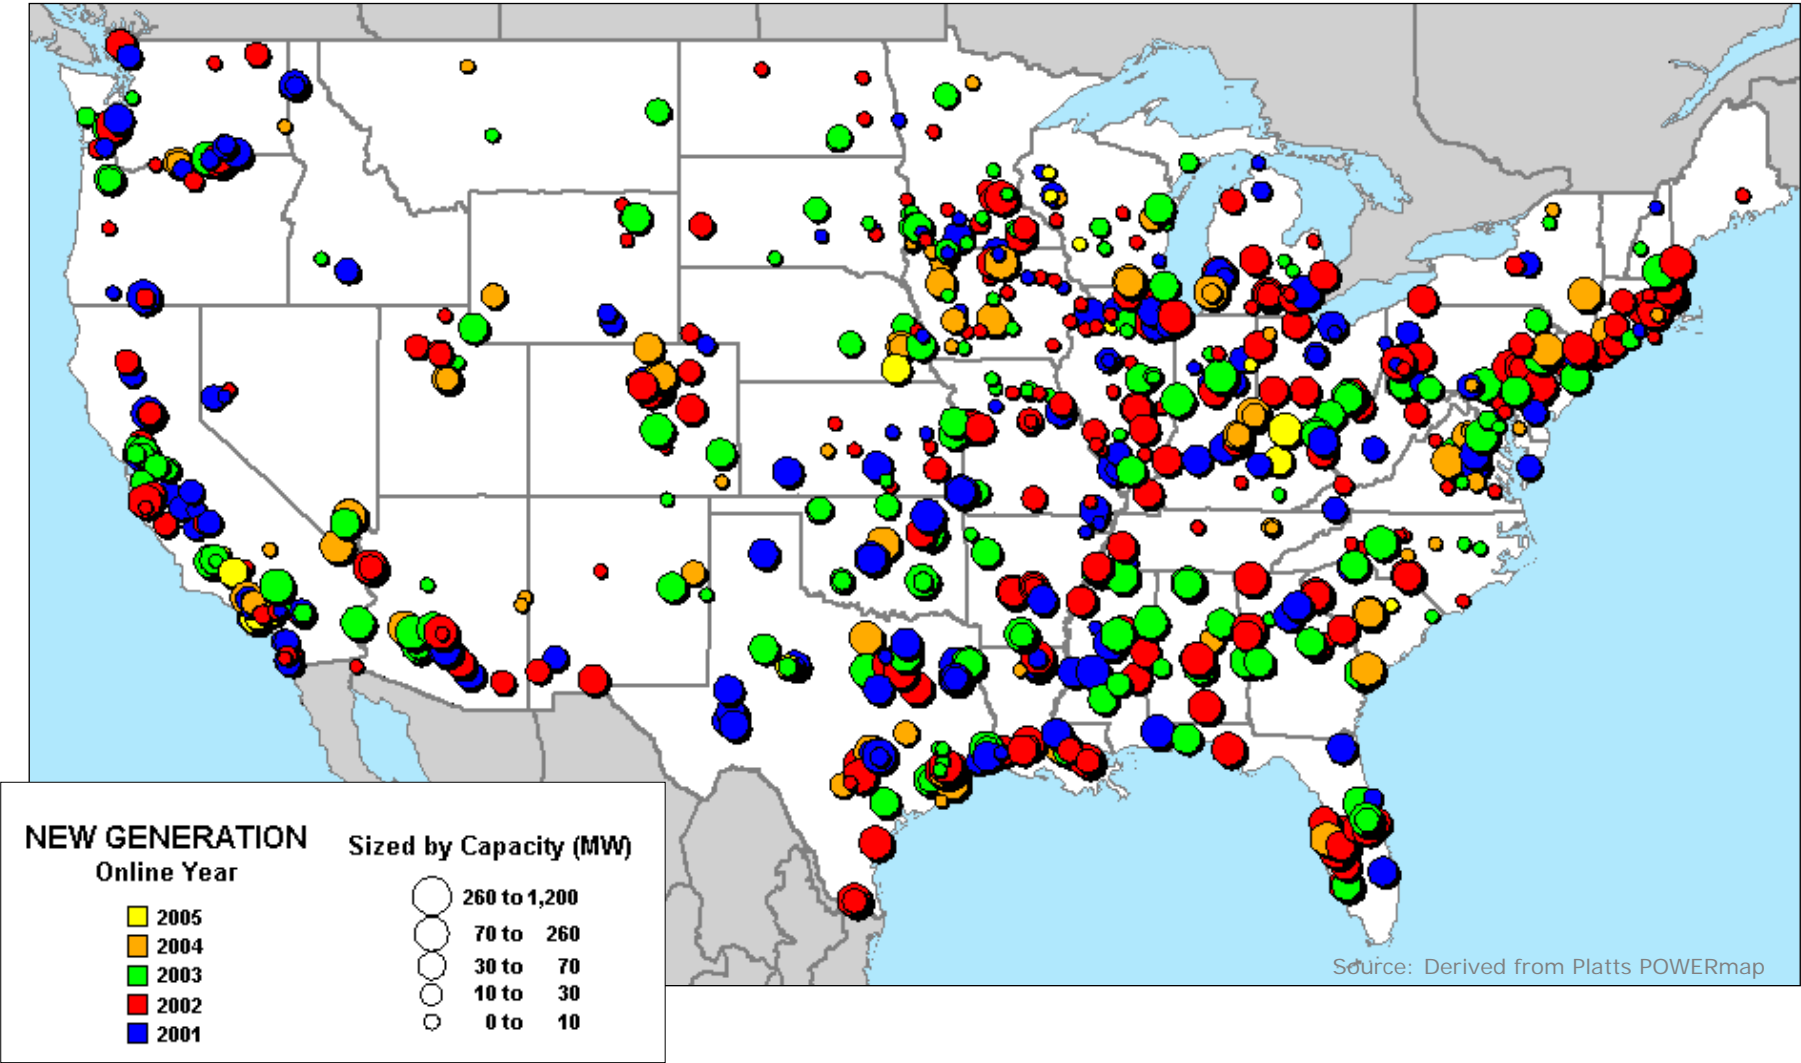 NEW GENERATION
Online Year
2005
2004
2003
2002
2001
Sized by Capacity (MW)
260 to 1,200
70 to 260
30 to 70
10 to 30
0 to 10
Source: Derived from Platts POWERmap